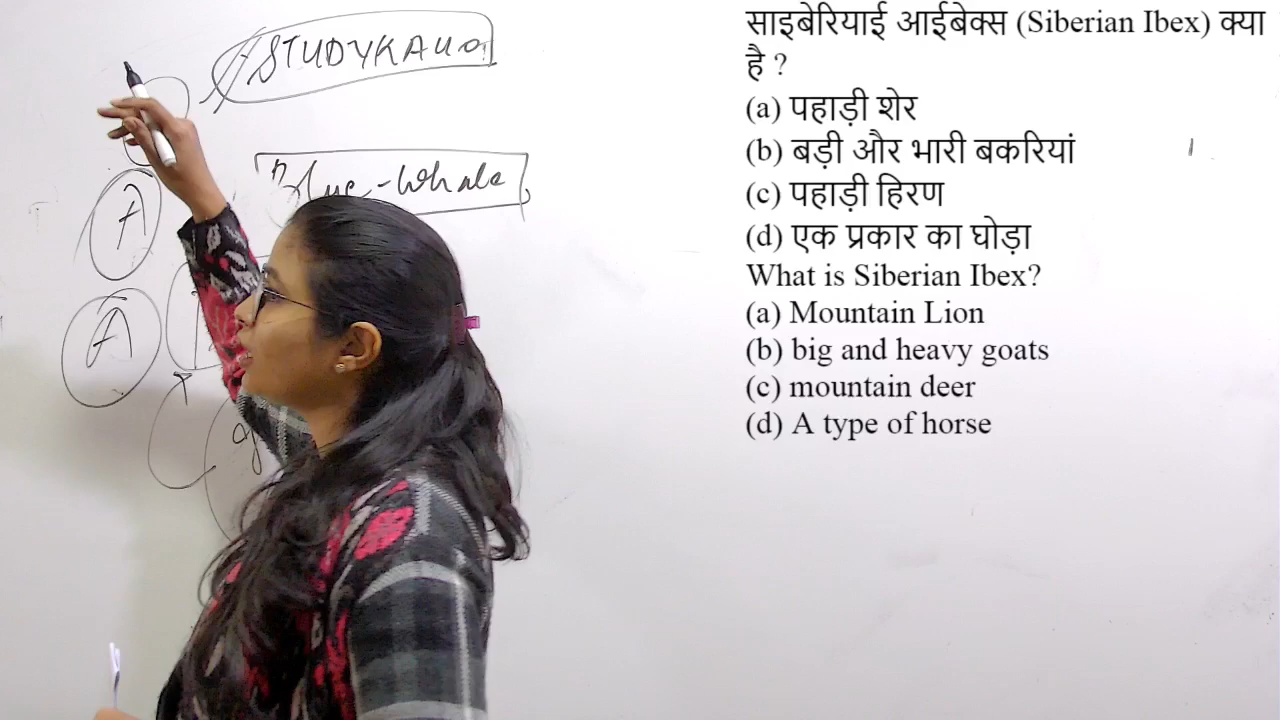 STUDYKAUA
Blue-Whale
A
A
साइबेरियाई आईबेक्स (Siberian Ibex) क्या
है ?
(a) पहाड़ी शेर
(b) बड़ी और भारी बकरियां
(c) पहाड़ी हिरण
(d) एक प्रकार का घोड़ा
What is Siberian Ibex?
(a) Mountain Lion
(b) big and heavy goats
(c) mountain deer
(d) A type of horse